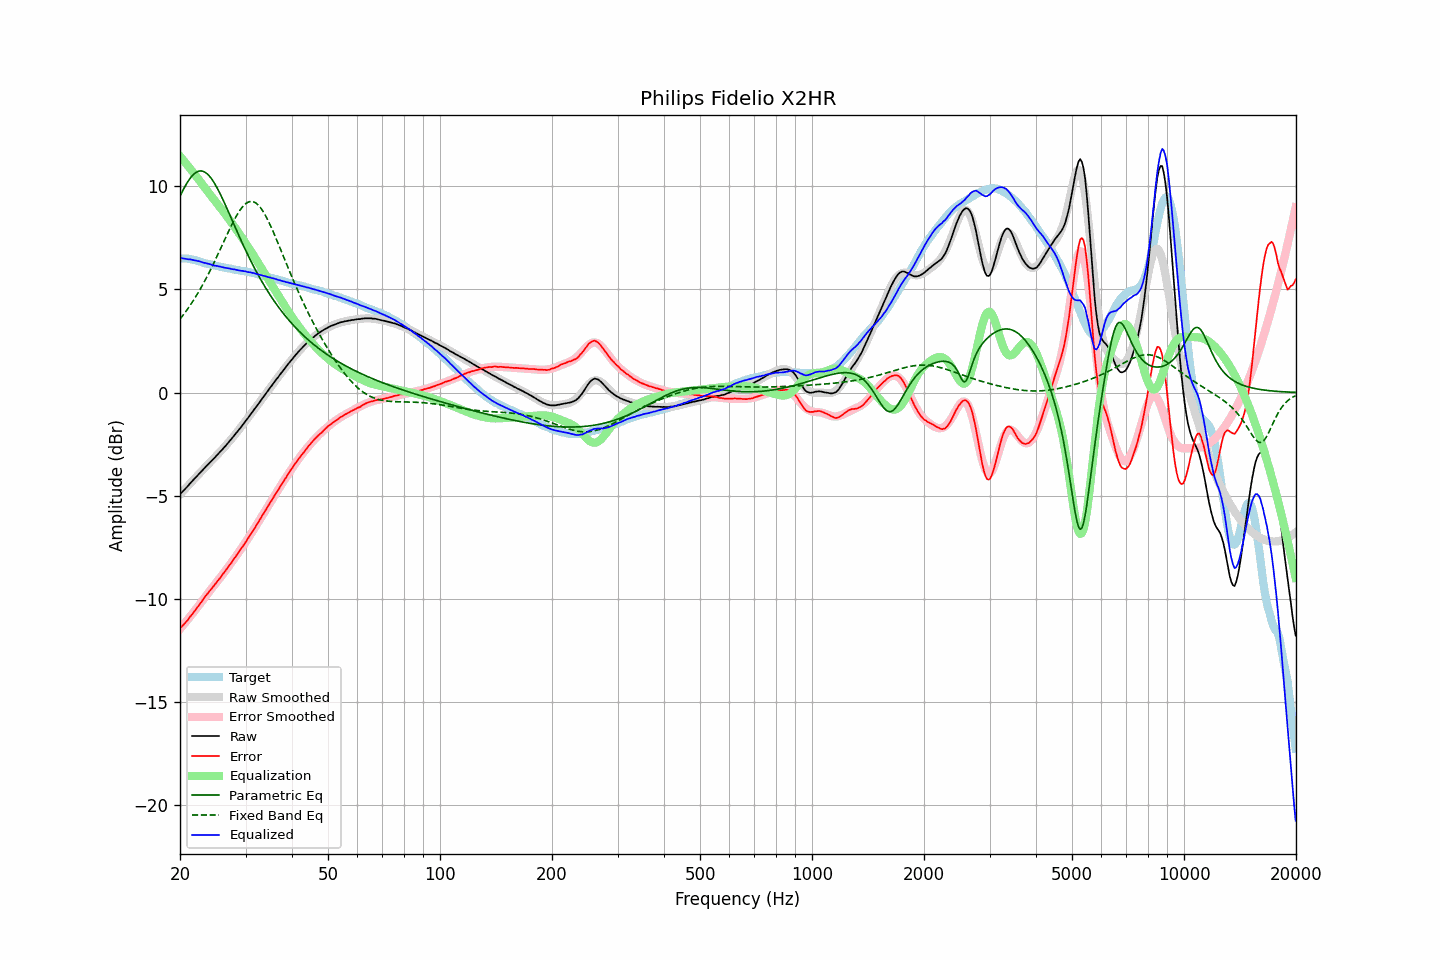 Philips Fidelio X2HR
Amplitude (dBr)
10
5
0
−5
−10
−15
−20
Target
Raw Smoothed
Error Smoothed
Raw
Error
Equalization
Parametric Eq
Fixed Band Eq
Equalized
20 50 100 200 500 1000 2000 5000 10000 20000
Frequency (Hz)